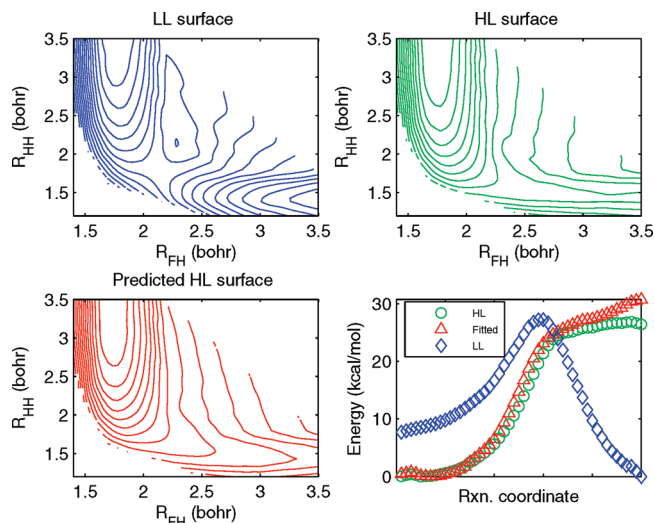 LL surface
3.5
3
2.5
2
1.5
R_HH (bohr)
1.5 2 2.5 3 3.5
R_FH (bohr)
HL surface
3.5
3
2.5
2
1.5
R_HH (bohr)
1.5 2 2.5 3 3.5
R_FH (bohr)
Predicted HL surface
3.5
3
2.5
2
1.5
R_HH (bohr)
1.5 2 2.5 3 3.5
R_FH (bohr)
30
20
10
0
Energy (kcal/mol)
HL
Fitted
LL
Rxn. coordinate